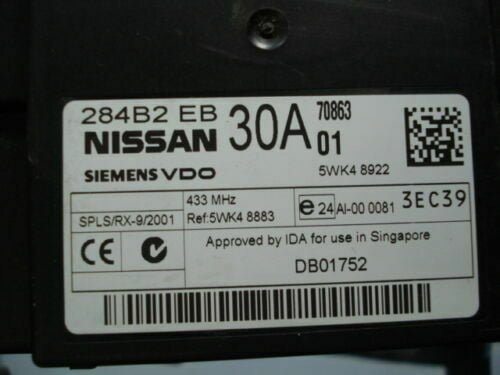 284B2 EB 30A 70863
NISSAN 01
SIEMENS VDO 5WK4 8922
433 MHz
SPLS/RX-9/2001 Ref:5WK4 8883 e 24 AI-00 0081 3EC39
CE Approved by IDA for use in Singapore
DB01752